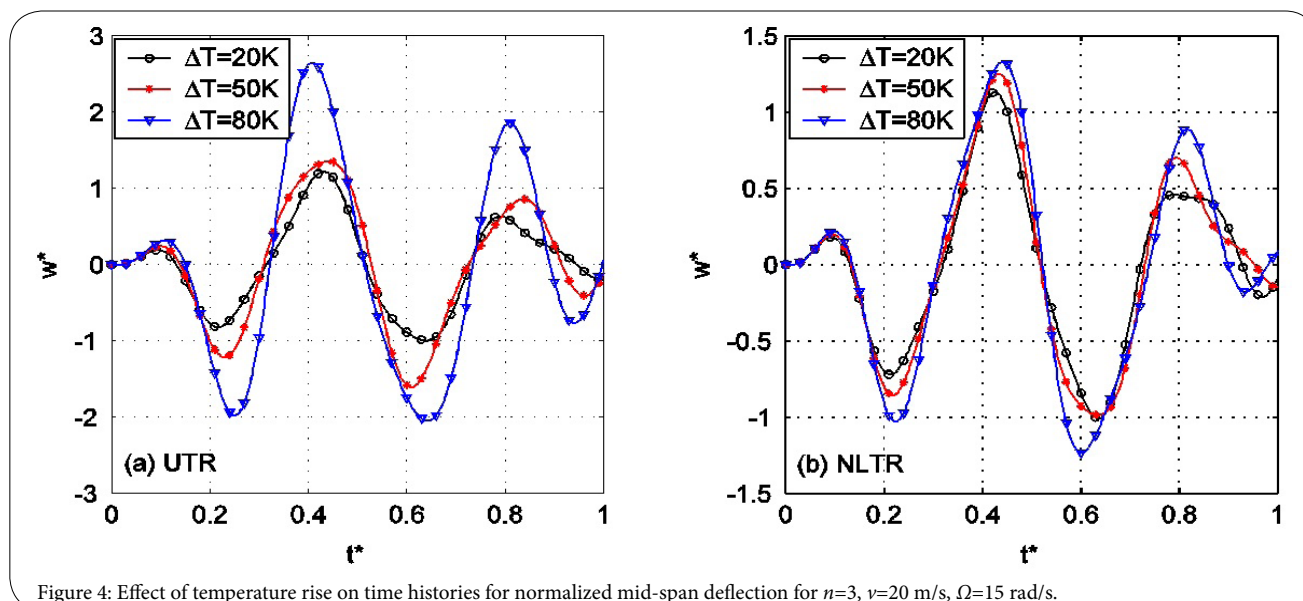 3
2
1
0
-1
-2
-3
w*
ΔT=20K
ΔT=50K
ΔT=80K
(a) UTR
0
0.2
0.4
0.6
0.8
1
t*
1.5
1
0.5
0
-0.5
-1
-1.5
w*
ΔT=20K
ΔT=50K
ΔT=80K
(b) NLTR
0
0.2
0.4
0.6
0.8
1
t*
Figure 4: Effect of temperature rise on time histories for normalized mid-span deflection for n=3, v=20 m/s, Ω=15 rad/s.